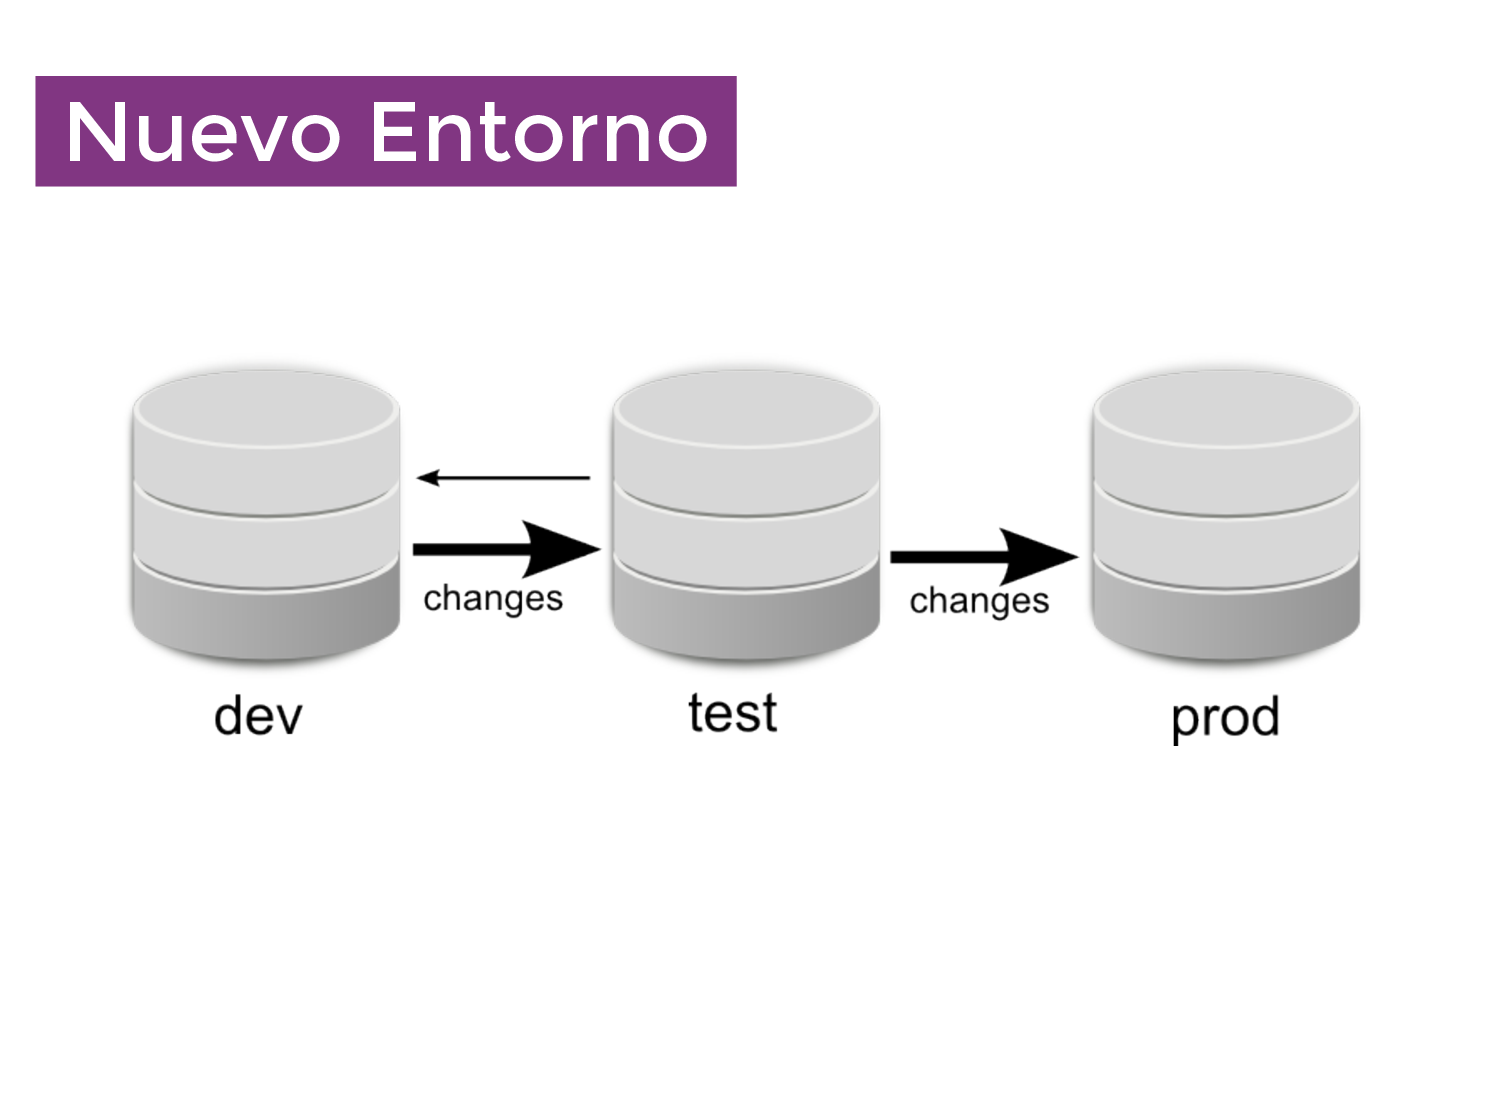 Nuevo Entorno
changes
changes
dev
test
prod